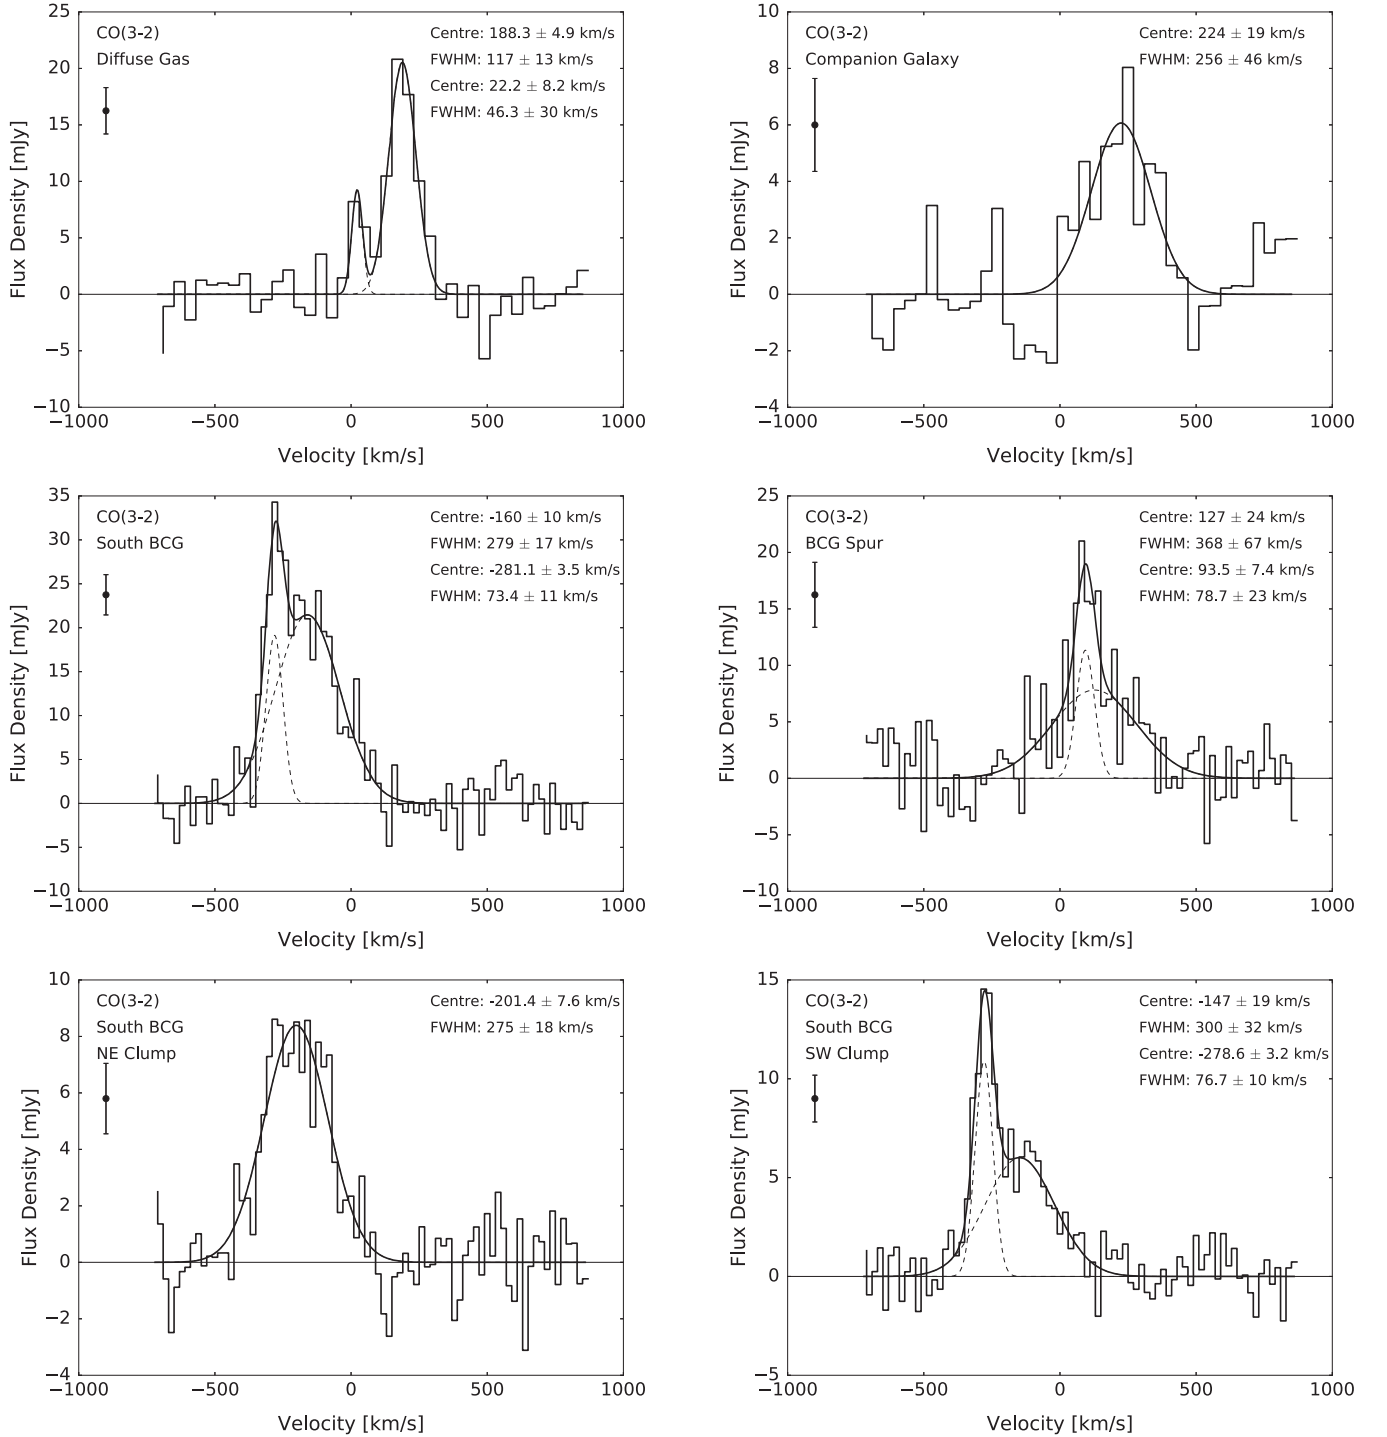 CO(3-2)
Diffuse Gas
Centre: 188.3 ± 4.9 km/s
FWHM: 117 ± 13 km/s
Centre: 22.2 ± 8.2 km/s
FWHM: 46.3 ± 30 km/s
25
20
15
10
5
0
−5
−10
Flux Density [mJy]
−1000 −500 0 500 1000
Velocity [km/s]
CO(3-2)
Companion Galaxy
Centre: 224 ± 19 km/s
FWHM: 256 ± 46 km/s
10
8
6
4
2
0
−2
−4
Flux Density [mJy]
−1000 −500 0 500 1000
Velocity [km/s]
CO(3-2)
South BCG
Centre: -160 ± 10 km/s
FWHM: 279 ± 17 km/s
Centre: -281.1 ± 3.5 km/s
FWHM: 73.4 ± 11 km/s
35
30
25
20
15
10
5
0
−5
−10
Flux Density [mJy]
−1000 −500 0 500 1000
Velocity [km/s]
CO(3-2)
BCG Spur
Centre: 127 ± 24 km/s
FWHM: 368 ± 67 km/s
Centre: 93.5 ± 7.4 km/s
FWHM: 78.7 ± 23 km/s
25
20
15
10
5
0
−5
−10
Flux Density [mJy]
−1000 −500 0 500 1000
Velocity [km/s]
CO(3-2)
South BCG
NE Clump
Centre: -201.4 ± 7.6 km/s
FWHM: 275 ± 18 km/s
10
8
6
4
2
0
−2
−4
Flux Density [mJy]
−1000 −500 0 500 1000
Velocity [km/s]
CO(3-2)
South BCG
SW Clump
Centre: -147 ± 19 km/s
FWHM: 300 ± 32 km/s
Centre: -278.6 ± 3.2 km/s
FWHM: 76.7 ± 10 km/s
15
10
5
0
−5
Flux Density [mJy]
−1000 −500 0 500 1000
Velocity [km/s]